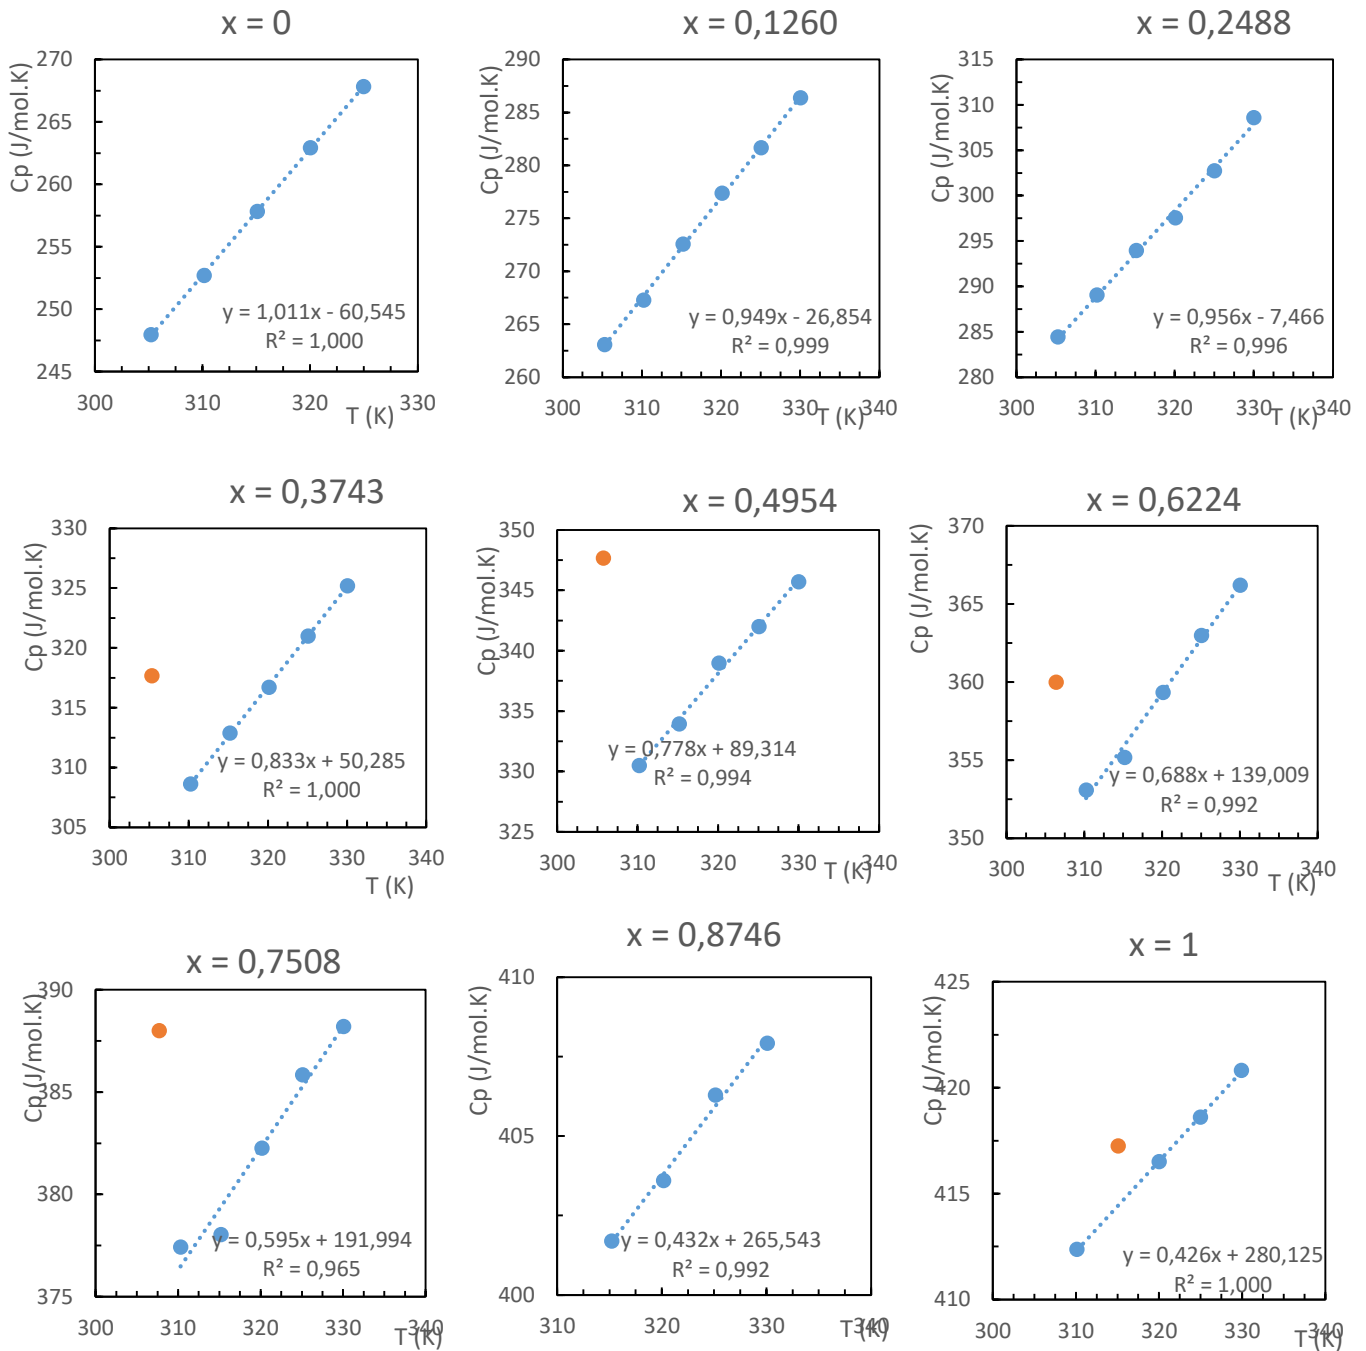 x = 0
Cp (J/mol.K)
270
265
260
255
250
245
y = 1,011x - 60,545
R² = 1,000
300 310 320 330
T (K)
x = 0,1260
Cp (J/mol.K)
290
285
280
275
270
265
260
y = 0,949x - 26,854
R² = 0,999
300 310 320 330 340
T (K)
x = 0,2488
Cp (J/mol.K)
315
310
305
300
295
290
285
280
y = 0,956x - 7,466
R² = 0,996
300 310 320 330 340
T (K)
x = 0,3743
Cp (J/mol.K)
330
325
320
315
310
305
y = 0,833x + 50,285
R² = 1,000
300 310 320 330 340
T (K)
x = 0,4954
Cp (J/mol.K)
350
345
340
335
330
325
y = 0,778x + 89,314
R² = 0,994
300 310 320 330 340
T (K)
x = 0,6224
Cp (J/mol.K)
370
365
360
355
350
y = 0,688x + 139,009
R² = 0,992
300 310 320 330 340
T (K)
x = 0,7508
Cp (J/mol.K)
390
385
380
375
y = 0,595x + 191,994
R² = 0,965
300 310 320 330 340
T (K)
x = 0,8746
Cp (J/mol.K)
410
405
400
y = 0,432x + 265,543
R² = 0,992
310 320 330 340
T (K)
x = 1
Cp (J/mol.K)
425
420
415
410
y = 0,426x + 280,125
R² = 1,000
300 310 320 330 340
T (K)